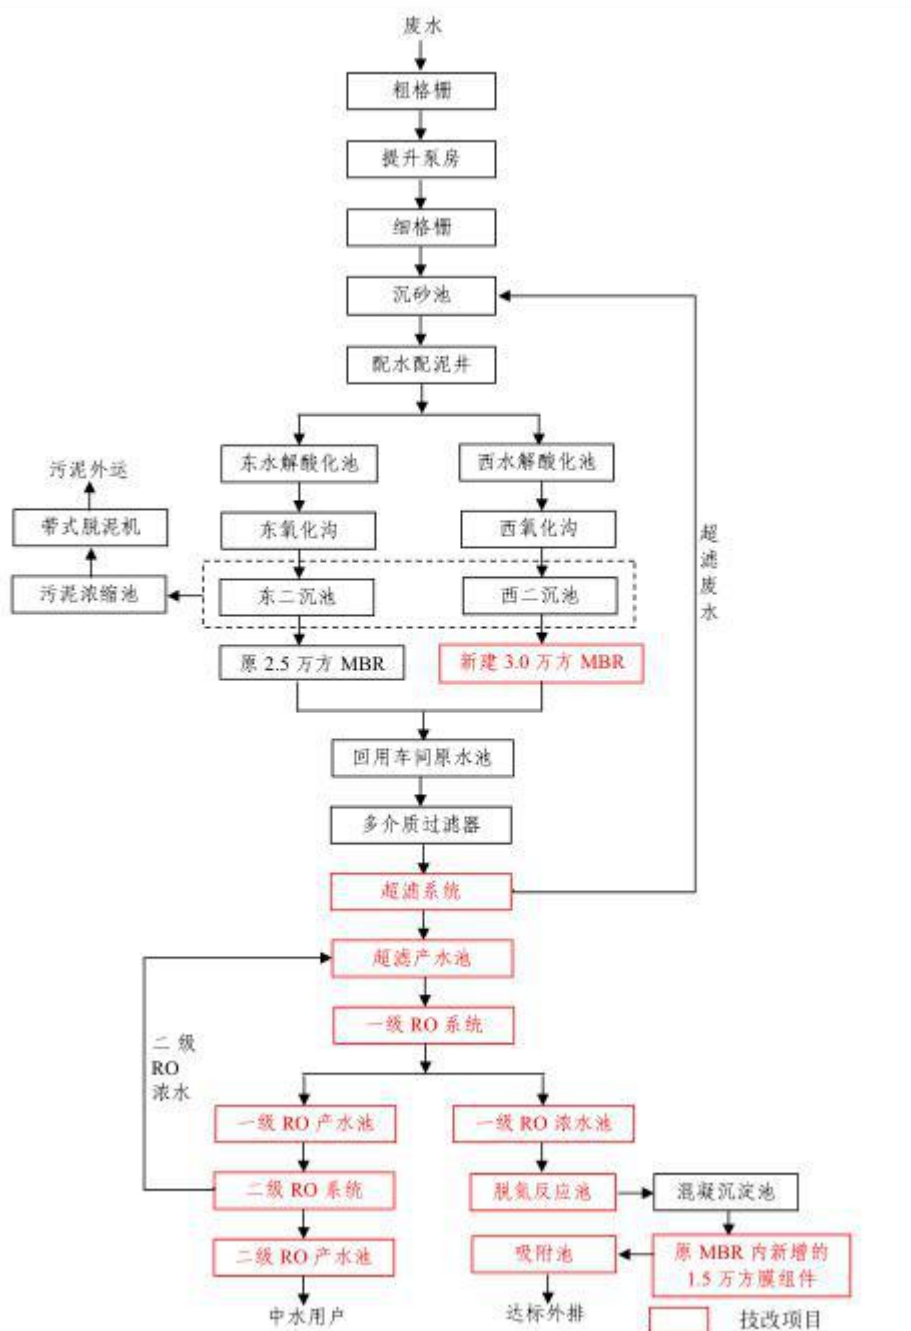 废水
粗格栅
提升泵房
细格栅
沉砂池
配水配泥井
东水解酸化池
西水解酸化池
污泥外运
带式脱泥机
东氧化沟
西氧化沟
超滤废水
污泥浓缩池
东二沉池
西二沉池
原 2.5 万方 MBR
新建 3.0 万方 MBR
回用车间原水池
多介质过滤器
超滤系统
超滤产水池
一级 RO 系统
二级
RO
浓水
一级 RO 产水池
一级 RO 浓水池
二级 RO 系统
脱氮反应池
混凝沉淀池
二级 RO 产水池
吸附池
原 MBR 内新增的
1.5 万方膜组件
中水用户
达标外排
技改项目